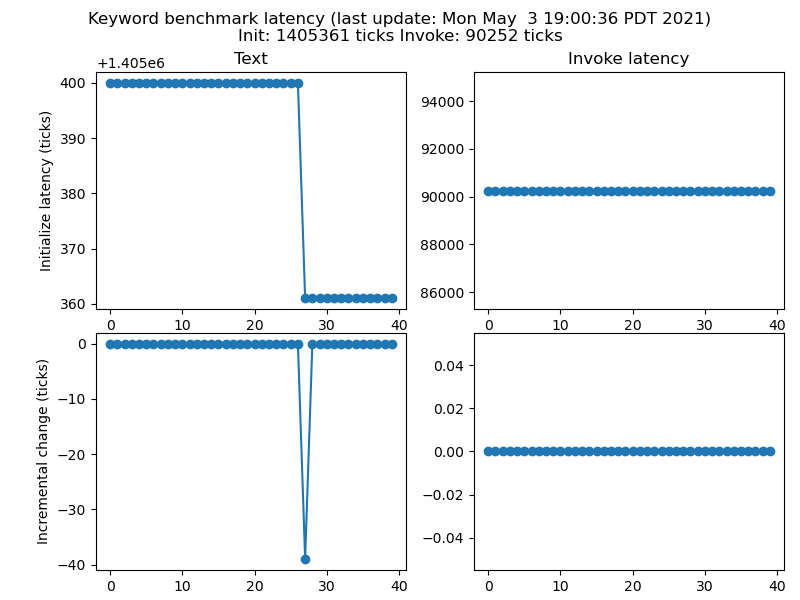 Keyword benchmark latency (last update: Mon May  3 19:00:36 PDT 2021)
Init: 1405361 ticks Invoke: 90252 ticks
Text
+1.405e6
Initialize latency (ticks)
400
390
380
370
360
0 10 20 30 40
Invoke latency
94000
92000
90000
88000
86000
0 10 20 30 40
Incremental change (ticks)
0
−10
−20
−30
−40
0 10 20 30 40
0.04
0.02
0.00
−0.02
−0.04
0 10 20 30 40